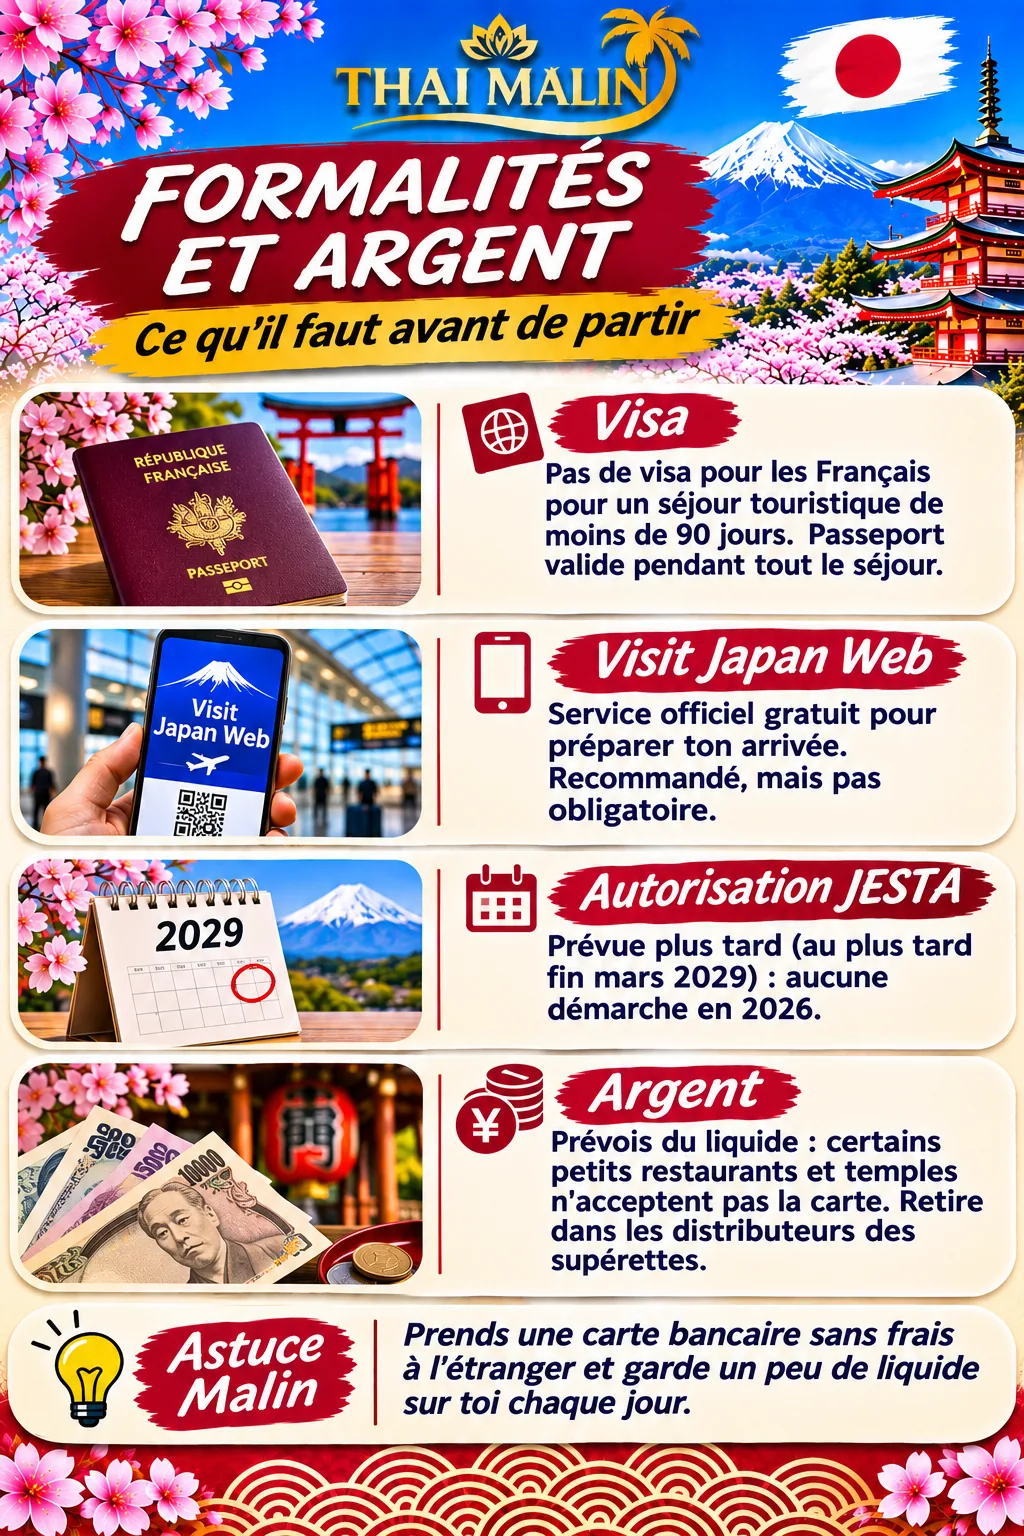 THAI MALIN
FORMALITÉS
ET ARGENT
Ce qu'il faut avant de partir
RÉPUBLIQUE
FRANÇAISE
PASSEPORT
Visa
Pas de visa pour les Français
pour un séjour touristique de
moins de 90 jours. Passeport
valide pendant tout le séjour.
Visit
Japan Web
Visit Japan Web
Service officiel gratuit pour
préparer ton arrivée.
Recommandé, mais pas
obligatoire.
2029
Autorisation JESTA
Prévue plus tard (au plus tard
fin mars 2029) : aucune
démarche en 2026.
門
10000
¥
Argent
Prévois du liquide : certains
petits restaurants et temples
n'acceptent pas la carte. Retire
dans les distributeurs des
supérettes.
Astuce
Malin
Prends une carte bancaire sans frais
à l'étranger et garde un peu de liquide
sur toi chaque jour.